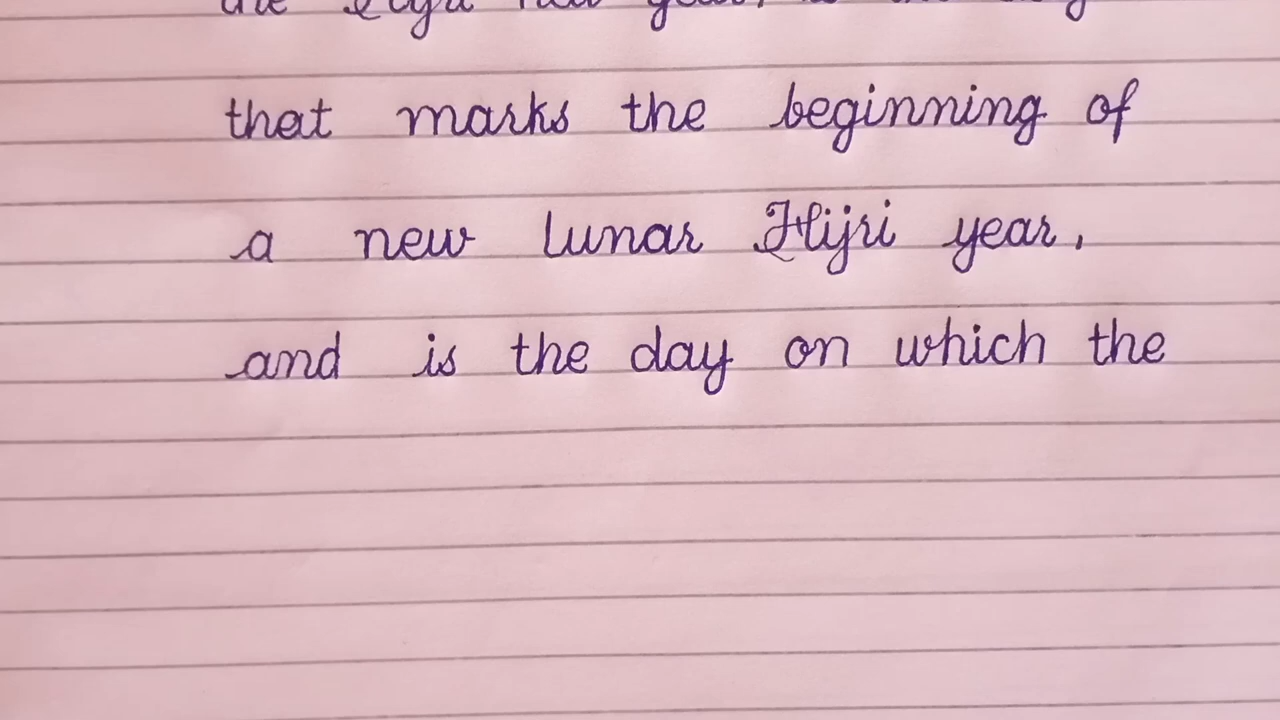 that marks the beginning of
a new lunar Hijri year,
and is the day on which the